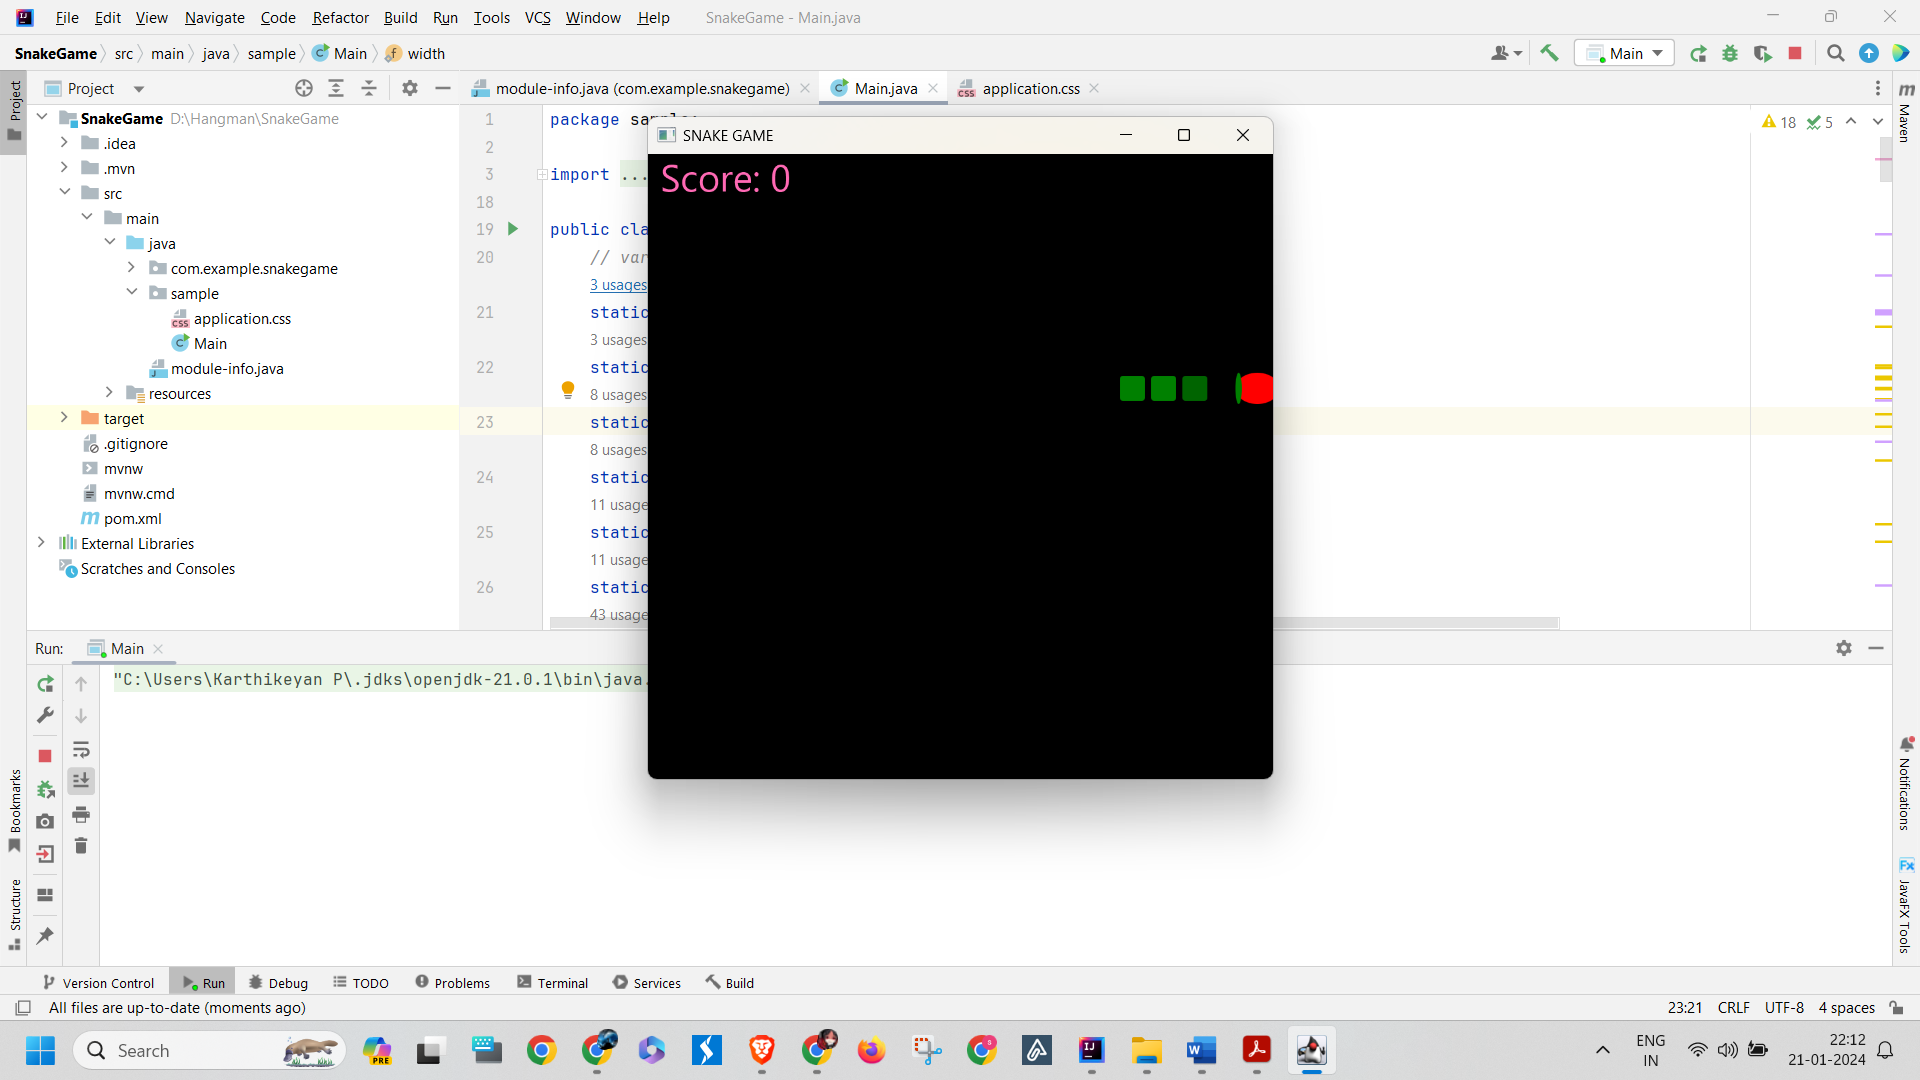 File Edit View Navigate Code Refactor Build Run Tools VCS Window Help SnakeGame - Main.java
SnakeGame src main java sample Main width
Main
Project
module-info.java (com.example.snakegame) Main.java application.css
Project
SnakeGame D:\Hangman\SnakeGame
.idea
.mvn
src
main
java
com.example.snakegame
sample
application.css
Main
module-info.java
resources
target
.gitignore
mvnw
mvnw.cmd
pom.xml
External Libraries
Scratches and Consoles
1 package sample;
2
3 import ...
18
19 public cla
20 // var
3 usages
21 static
3 usages
22 static
8 usages
23 static
8 usages
24 static
11 usage
25 static
11 usage
26 static
43 usage
18 5
Maven
SNAKE GAME
Score: 0
Run: Main
"C:\Users\Karthikeyan P\.jdks\openjdk-21.0.1\bin\java.
Bookmarks
Structure
Notifications
JavaFX Tools
Version Control Run Debug TODO Problems Terminal Services Build
All files are up-to-date (moments ago) 23:21 CRLF UTF-8 4 spaces
Search
PRE
ENG
IN
22:12
21-01-2024